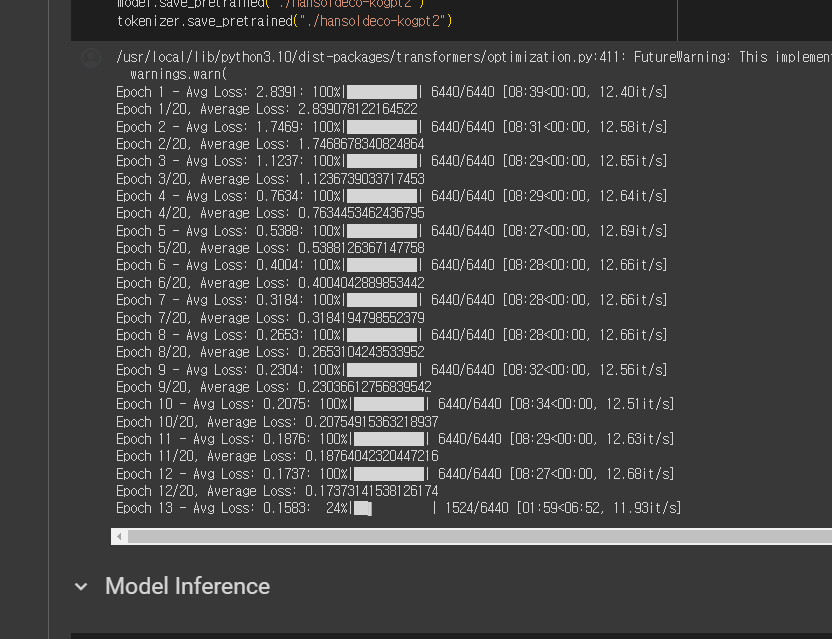 model.save_pretrained("./hansoldeco-kogpt2")
tokenizer.save_pretrained("./hansoldeco-kogpt2")
/usr/local/lib/python3.10/dist-packages/transformers/optimization.py:411: FutureWarning: This implemen
warnings.warn(
Epoch 1 - Avg Loss: 2.8391: 100%|██████████| 6440/6440 [08:39<00:00, 12.40it/s]
Epoch 1/20, Average Loss: 2.839078122164522
Epoch 2 - Avg Loss: 1.7469: 100%|██████████| 6440/6440 [08:31<00:00, 12.58it/s]
Epoch 2/20, Average Loss: 1.7468678340824864
Epoch 3 - Avg Loss: 1.1237: 100%|██████████| 6440/6440 [08:29<00:00, 12.65it/s]
Epoch 3/20, Average Loss: 1.1236739033717453
Epoch 4 - Avg Loss: 0.7634: 100%|██████████| 6440/6440 [08:29<00:00, 12.64it/s]
Epoch 4/20, Average Loss: 0.7634453462436795
Epoch 5 - Avg Loss: 0.5388: 100%|██████████| 6440/6440 [08:27<00:00, 12.69it/s]
Epoch 5/20, Average Loss: 0.5388126367147758
Epoch 6 - Avg Loss: 0.4004: 100%|██████████| 6440/6440 [08:28<00:00, 12.66it/s]
Epoch 6/20, Average Loss: 0.4004042889853442
Epoch 7 - Avg Loss: 0.3184: 100%|██████████| 6440/6440 [08:28<00:00, 12.66it/s]
Epoch 7/20, Average Loss: 0.3184194798552379
Epoch 8 - Avg Loss: 0.2653: 100%|██████████| 6440/6440 [08:28<00:00, 12.66it/s]
Epoch 8/20, Average Loss: 0.2653104243533952
Epoch 9 - Avg Loss: 0.2304: 100%|██████████| 6440/6440 [08:32<00:00, 12.56it/s]
Epoch 9/20, Average Loss: 0.23036612756839542
Epoch 10 - Avg Loss: 0.2075: 100%|██████████| 6440/6440 [08:34<00:00, 12.51it/s]
Epoch 10/20, Average Loss: 0.20754915363218937
Epoch 11 - Avg Loss: 0.1876: 100%|██████████| 6440/6440 [08:29<00:00, 12.63it/s]
Epoch 11/20, Average Loss: 0.18764042320447216
Epoch 12 - Avg Loss: 0.1737: 100%|██████████| 6440/6440 [08:27<00:00, 12.68it/s]
Epoch 12/20, Average Loss: 0.17373141538126174
Epoch 13 - Avg Loss: 0.1583:  24%|██▎       | 1524/6440 [01:59<06:52, 11.93it/s]
Model Inference